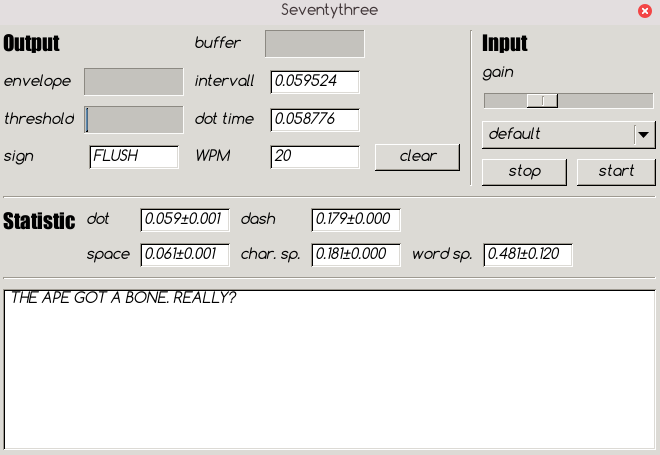 Seventythree
Output
buffer
Input
envelope
intervall 0.059524
gain
threshold
dot time 0.058776
default
sign FLUSH
WPM 20
clear
stop
start
Statistic
dot 0.059±0.001
dash 0.179±0.000
space 0.061±0.001
char. sp. 0.181±0.000
word sp. 0.481±0.120
THE APE GOT A BONE. REALLY?